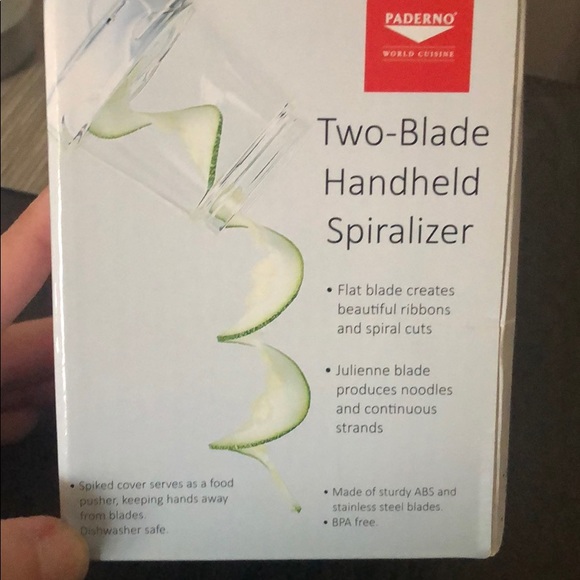 PADERNO
WORLD CUISINE
Two-Blade
Handheld
Spiralizer
• Flat blade creates
beautiful ribbons
and spiral cuts
• Julienne blade
produces noodles
and continuous
strands
• Spiked cover serves as a food
pusher, keeping hands away
from blades.
Dishwasher safe.
• Made of sturdy ABS and
stainless steel blades.
• BPA free.